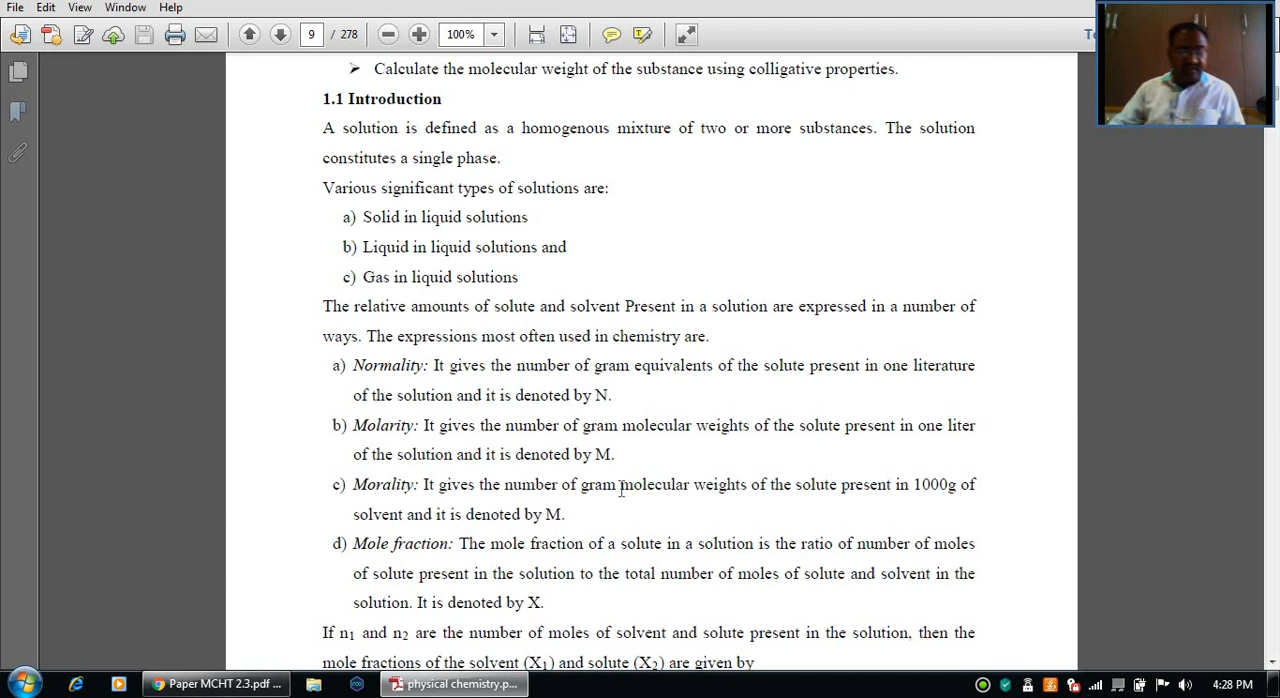 File Edit View Window Help
9 / 278 100%
➤ Calculate the molecular weight of the substance using colligative properties.
1.1 Introduction
A solution is defined as a homogenous mixture of two or more substances. The solution
constitutes a single phase.
Various significant types of solutions are:
a) Solid in liquid solutions
b) Liquid in liquid solutions and
c) Gas in liquid solutions
The relative amounts of solute and solvent Present in a solution are expressed in a number of
ways. The expressions most often used in chemistry are.
a) Normality: It gives the number of gram equivalents of the solute present in one literature
of the solution and it is denoted by N.
b) Molarity: It gives the number of gram molecular weights of the solute present in one liter
of the solution and it is denoted by M.
c) Morality: It gives the number of gram molecular weights of the solute present in 1000g of
solvent and it is denoted by M.
d) Mole fraction: The mole fraction of a solute in a solution is the ratio of number of moles
of solute present in the solution to the total number of moles of solute and solvent in the
solution. It is denoted by X.
If n₁ and n₂ are the number of moles of solvent and solute present in the solution, then the
mole fractions of the solvent (X₁) and solute (X₂) are given by
Paper MCHT 2.3.pdf ... physical chemistry.p... 4:28 PM